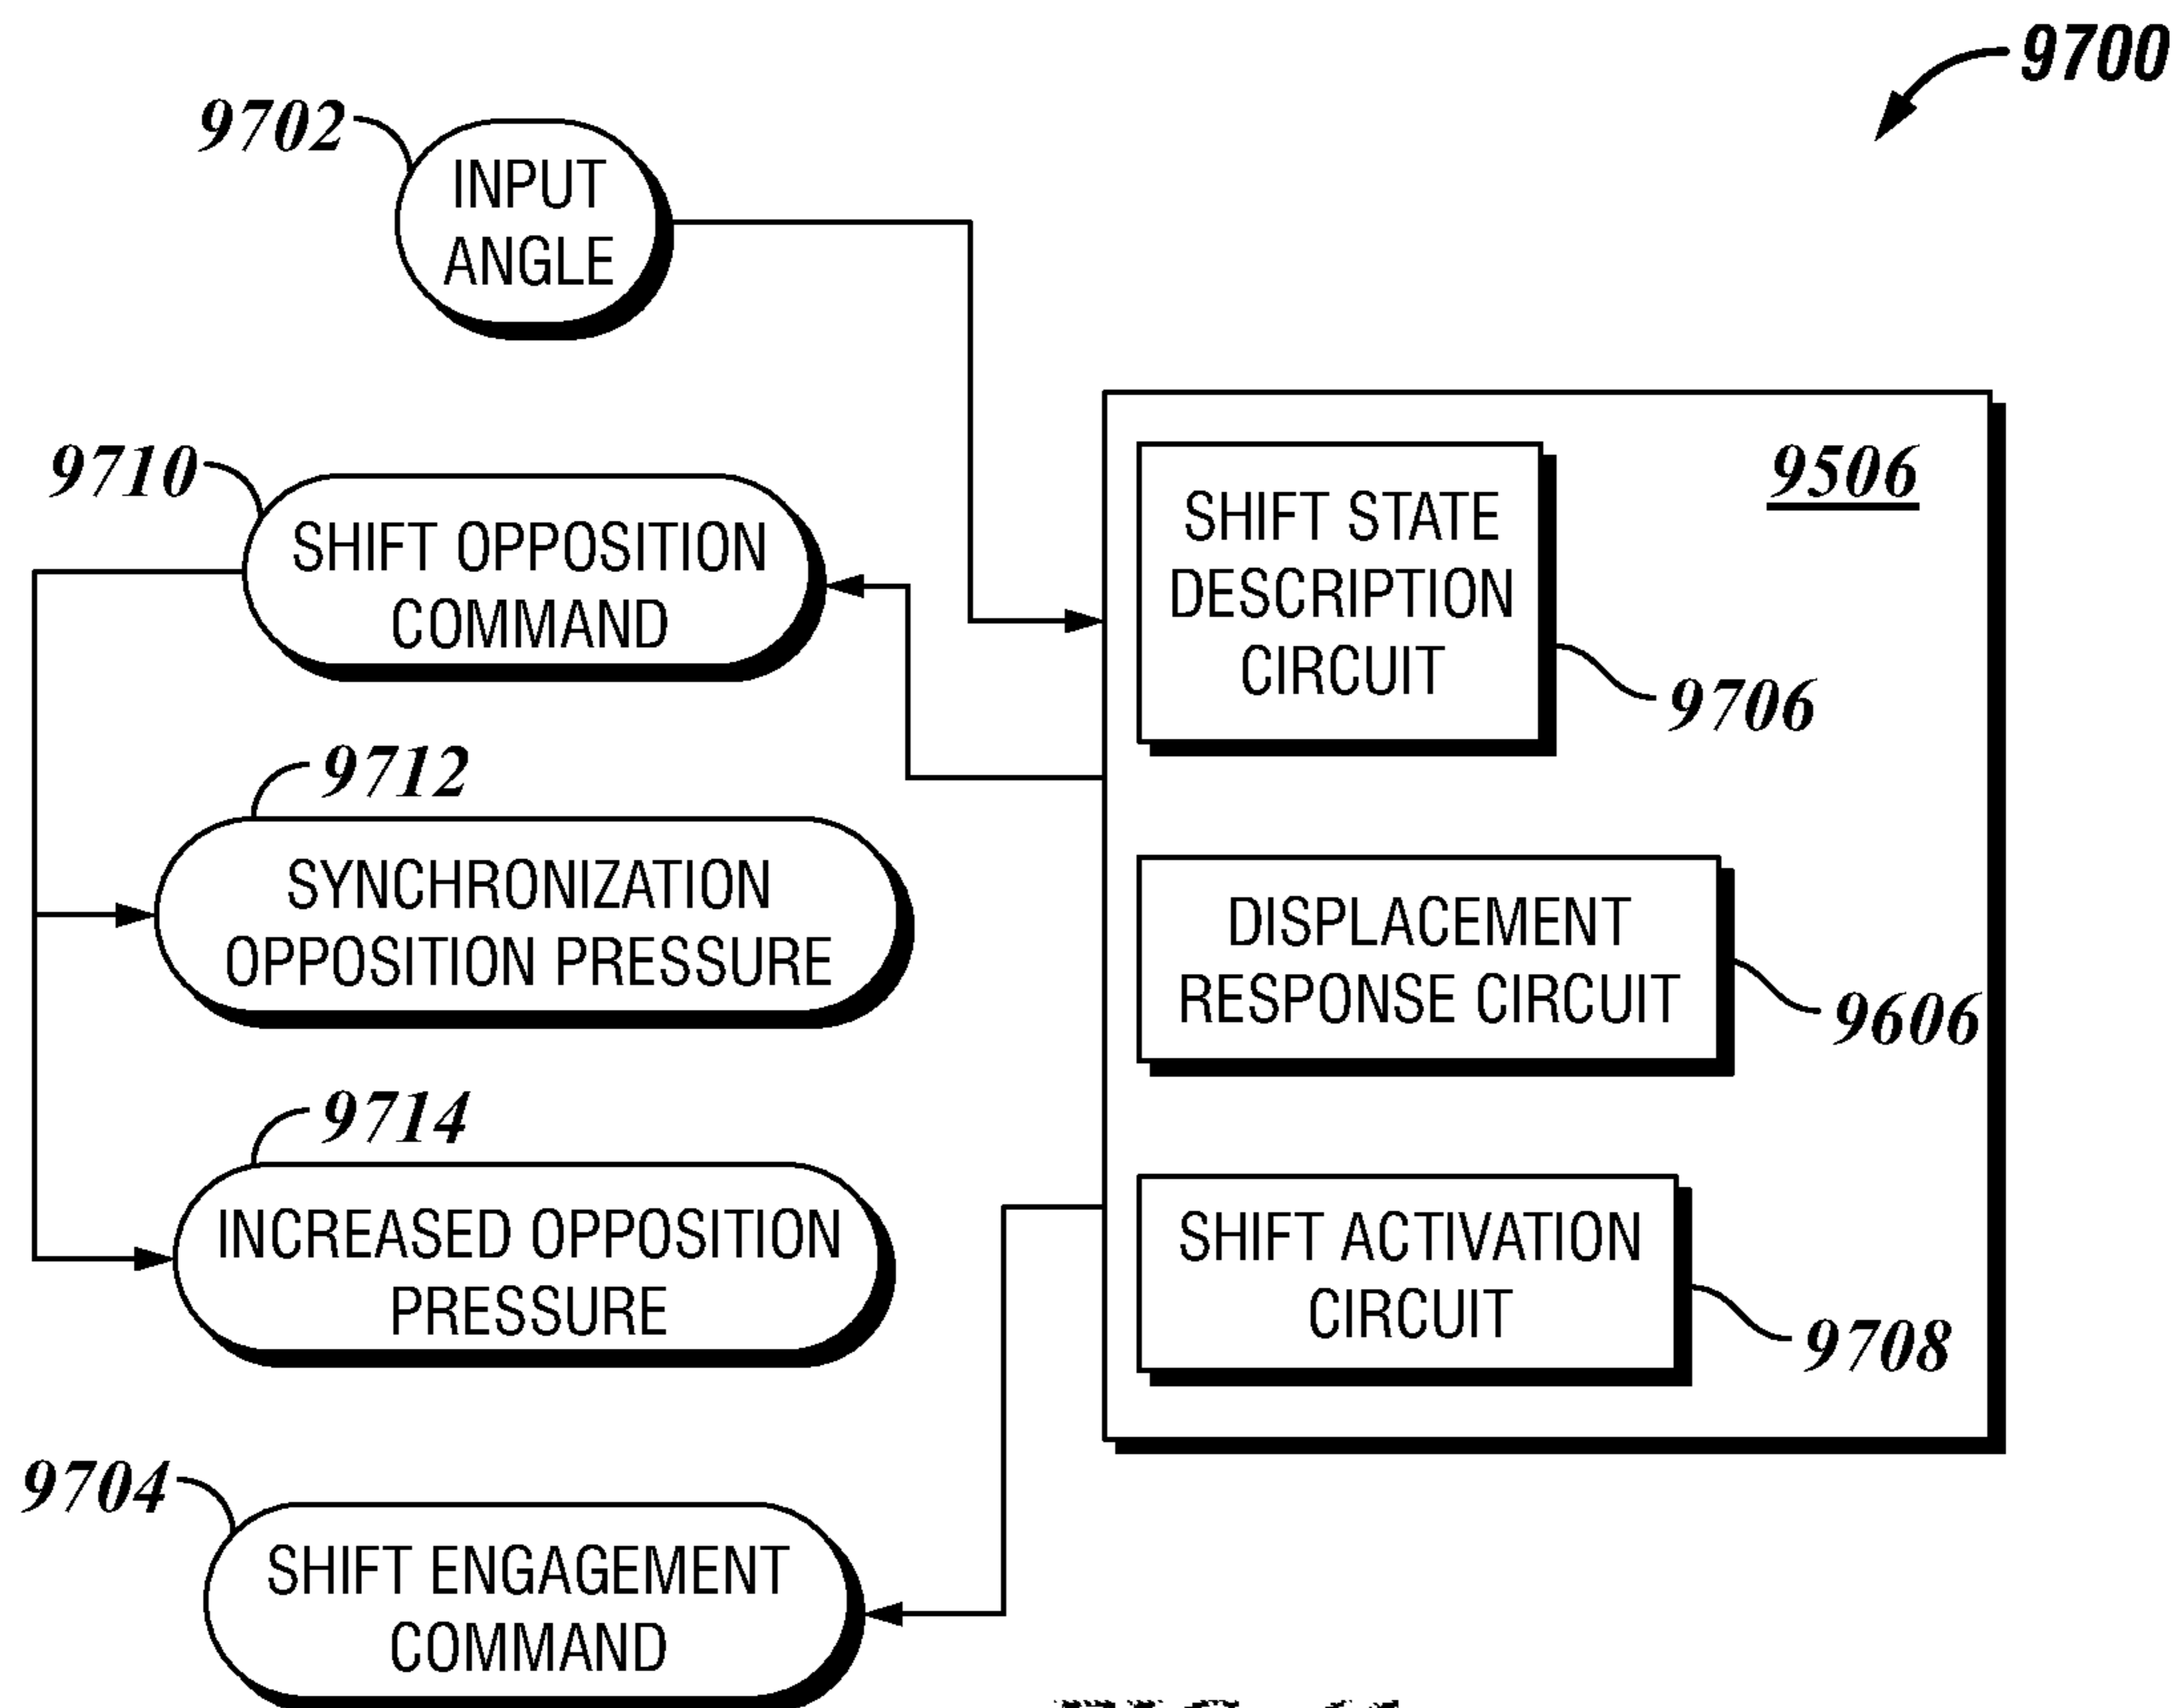 9700
9702
INPUT
ANGLE
9710
SHIFT OPPOSITION
COMMAND
9506
SHIFT STATE
DESCRIPTION
CIRCUIT
9706
9712
SYNCHRONIZATION
OPPOSITION PRESSURE
DISPLACEMENT
RESPONSE CIRCUIT
9606
9714
INCREASED OPPOSITION
PRESSURE
SHIFT ACTIVATION
CIRCUIT
9708
9704
SHIFT ENGAGEMENT
COMMAND